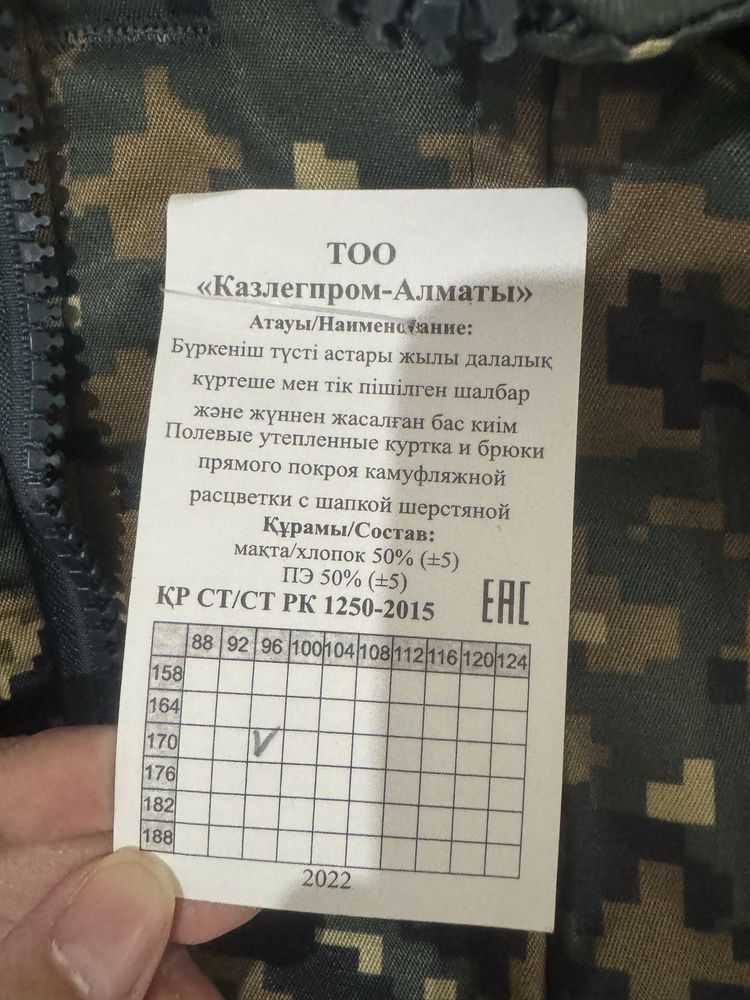 ТОО
«Казлегпром-Алматы»
Атауы/Наименование:
Бүркеніш түсті астары жылы далалық
күртеше мен тік пішілген шалбар
және жүннен жасалған бас киім
Полевые утепленные куртка и брюки
прямого покроя камуфляжной
расцветки с шапкой шерстяной
Құрамы/Состав:
мақта/хлопок 50% (±5)
ПЭ 50% (±5)
ҚР СТ/СТ РК 1250-2015 EAC
88 92 96 100 104 108 112 116 120 124
158
164
170 V
176
182
188
2022